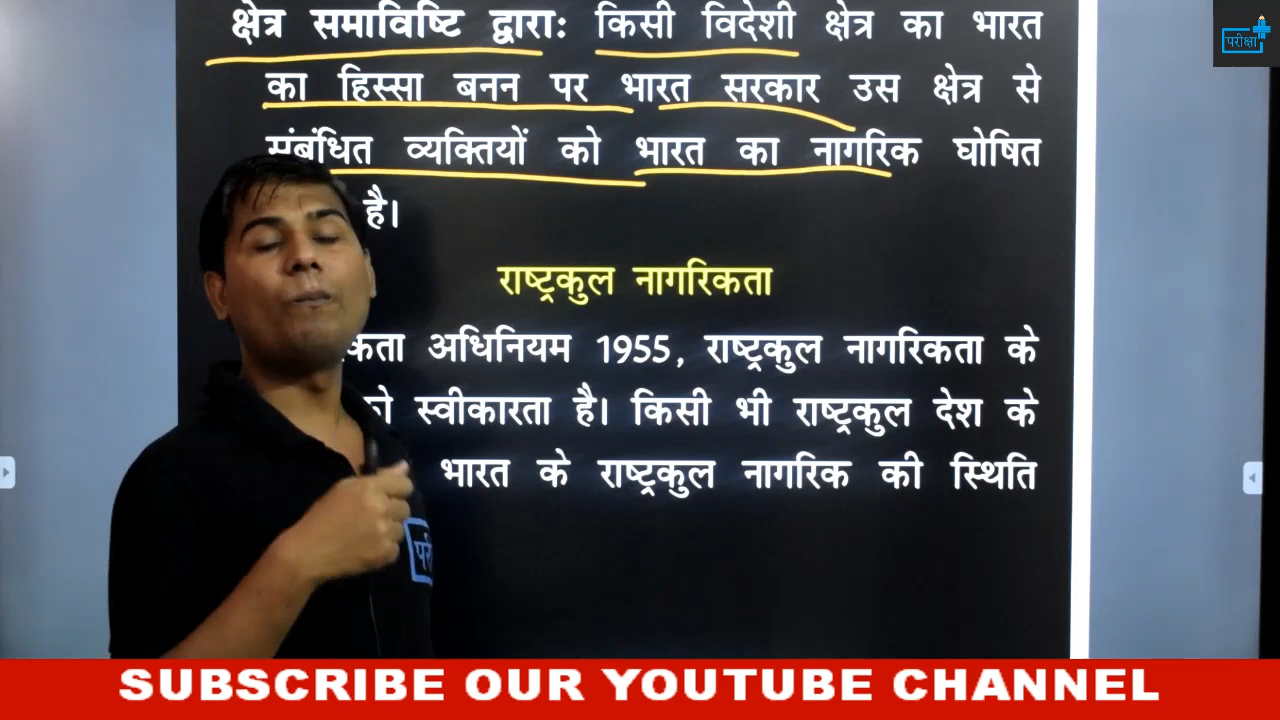 क्षेत्र समाविष्टि द्वाराः किसी विदेशी क्षेत्र का भारत
का हिस्सा बनन पर भारत सरकार उस क्षेत्र से
संबंधित व्यक्तियों को भारत का नागरिक घोषित
है।
राष्ट्रकुल नागरिकता
अधिनियम 1955, राष्ट्रकुल नागरिकता के
को स्वीकारता है। किसी भी राष्ट्रकुल देश के
भारत के राष्ट्रकुल नागरिक की स्थिति
परीक्षा
SUBSCRIBE OUR YOUTUBE CHANNEL